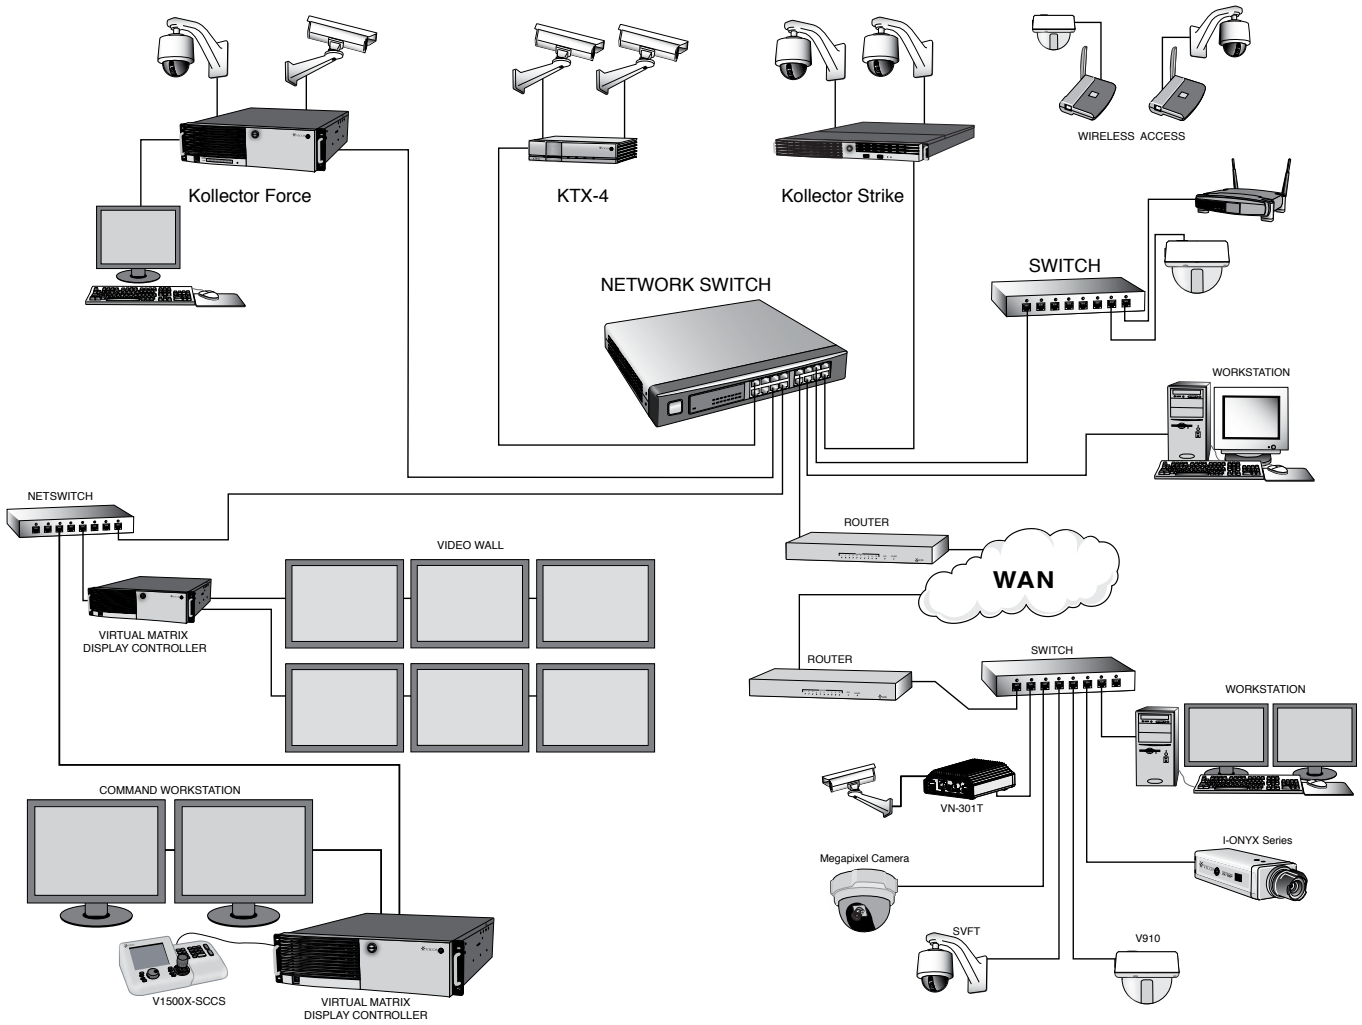 WIRELESS ACCESS
Kollector Force
KTX-4
Kollector Strike
SWITCH
NETWORK SWITCH
WORKSTATION
NETSWITCH
ROUTER
VIDEO WALL
WAN
VIRTUAL MATRIX
DISPLAY CONTROLLER
ROUTER
SWITCH
WORKSTATION
COMMAND WORKSTATION
VN-301T
I-ONYX Series
Megapixel Camera
SVFT
V910
V1500X-SCCS
VIRTUAL MATRIX
DISPLAY CONTROLLER